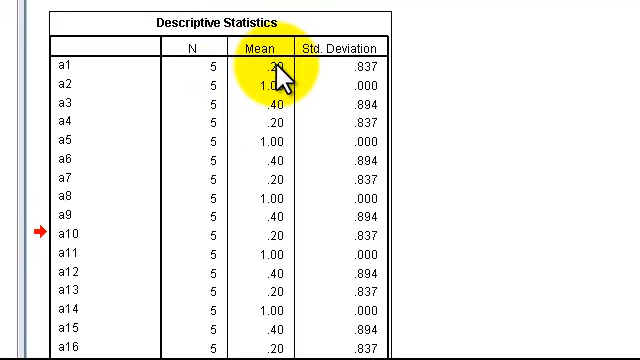 Descriptive Statistics
N Mean Std. Deviation
a1 5 .20 .837
a2 5 1.00 .000
a3 5 .40 .894
a4 5 .20 .837
a5 5 1.00 .000
a6 5 .40 .894
a7 5 .20 .837
a8 5 1.00 .000
a9 5 .40 .894
a10 5 .20 .837
a11 5 1.00 .000
a12 5 .40 .894
a13 5 .20 .837
a14 5 1.00 .000
a15 5 .40 .894
a16 5 .20 .837